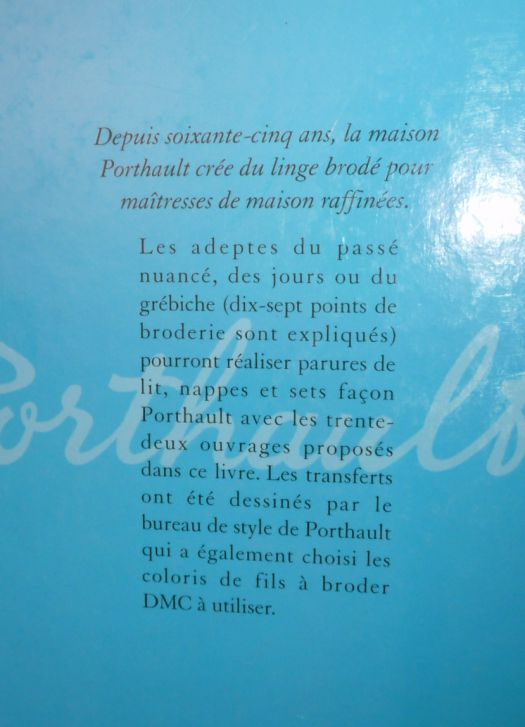 Depuis soixante-cinq ans, la maison
Porthault crée du linge brodé pour
maîtresses de maison raffinées.
Les adeptes du passé
nuancé, des jours ou du
grébiche (dix-sept points de
broderie sont expliqués)
pourront réaliser parures de
lit, nappes et sets façon
Porthault avec les trente-
deux ouvrages proposés
dans ce livre. Les transferts
ont été dessinés par le
bureau de style de Porthault
qui a également choisi les
coloris de fils à broder
DMC à utiliser.
Porthault